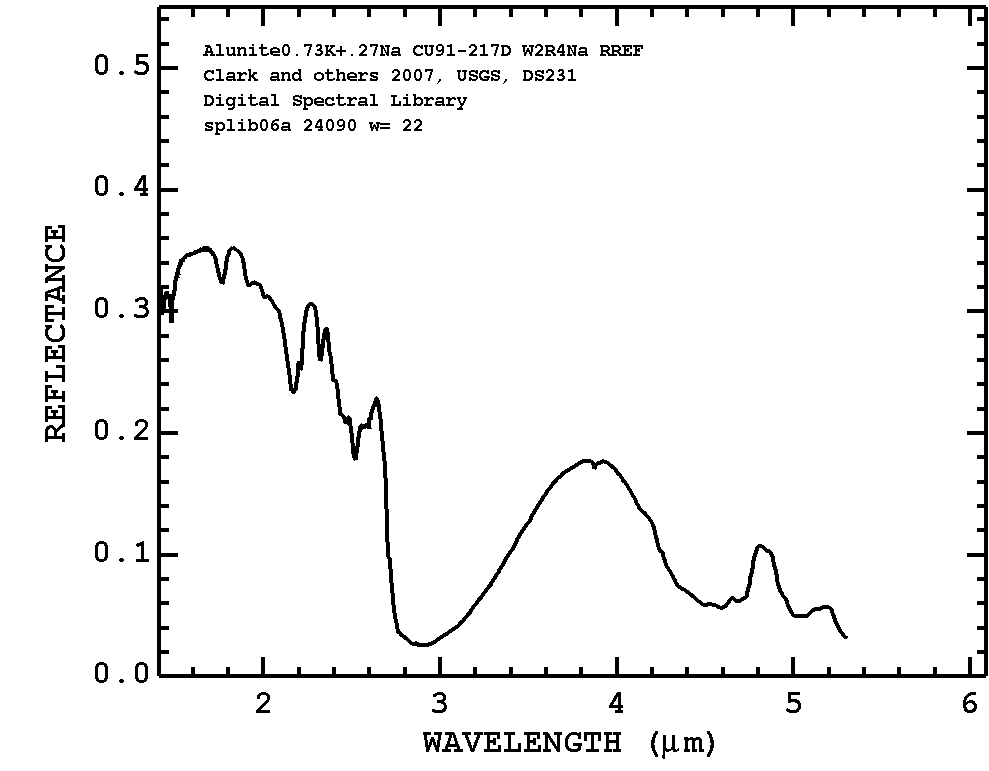 Alunite0.73K+.27Na CU91-217D W2R4Na RREF
Clark and others 2007, USGS, DS231
Digital Spectral Library
splib06a 24090 w= 22
REFLECTANCE
0.5
0.4
0.3
0.2
0.1
0.0
2 3 4 5 6
WAVELENGTH (μm)